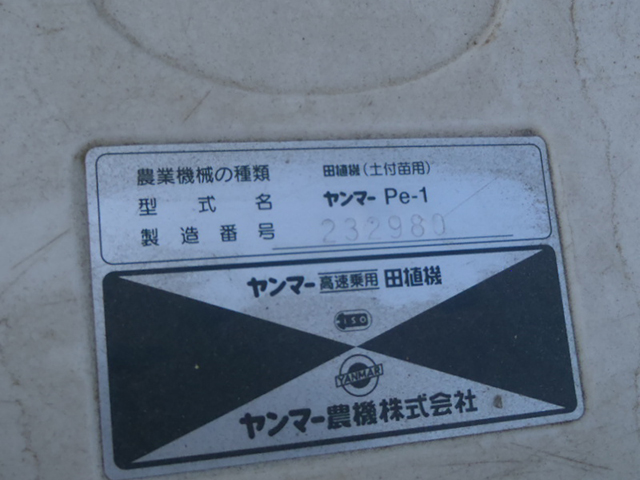 農業機械の種類 田植機(土付苗用)
型式名 ヤンマー Pe-1
製造番号 232980
ヤンマー 高速乗用 田植機
ISO
YANMAR
ヤンマー農機株式会社